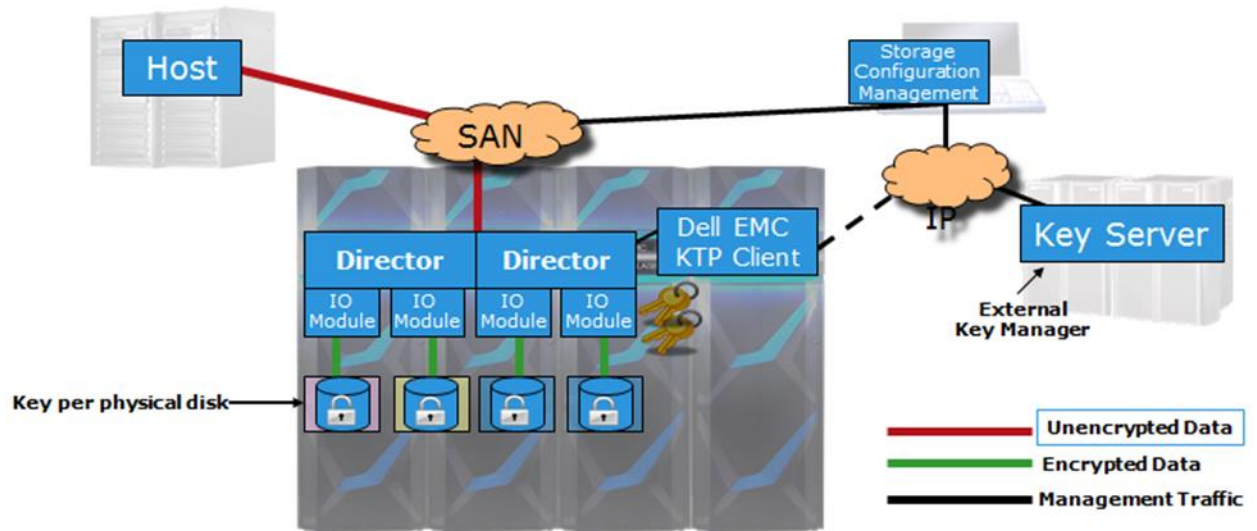 Host
Storage
Configuration
Management
SAN
IP
Key Server
Dell EMC
KTP Client
Director
Director
IO
Module
IO
Module
IO
Module
IO
Module
External
Key Manager
Key per physical disk
Unencrypted Data
Encrypted Data
Management Traffic